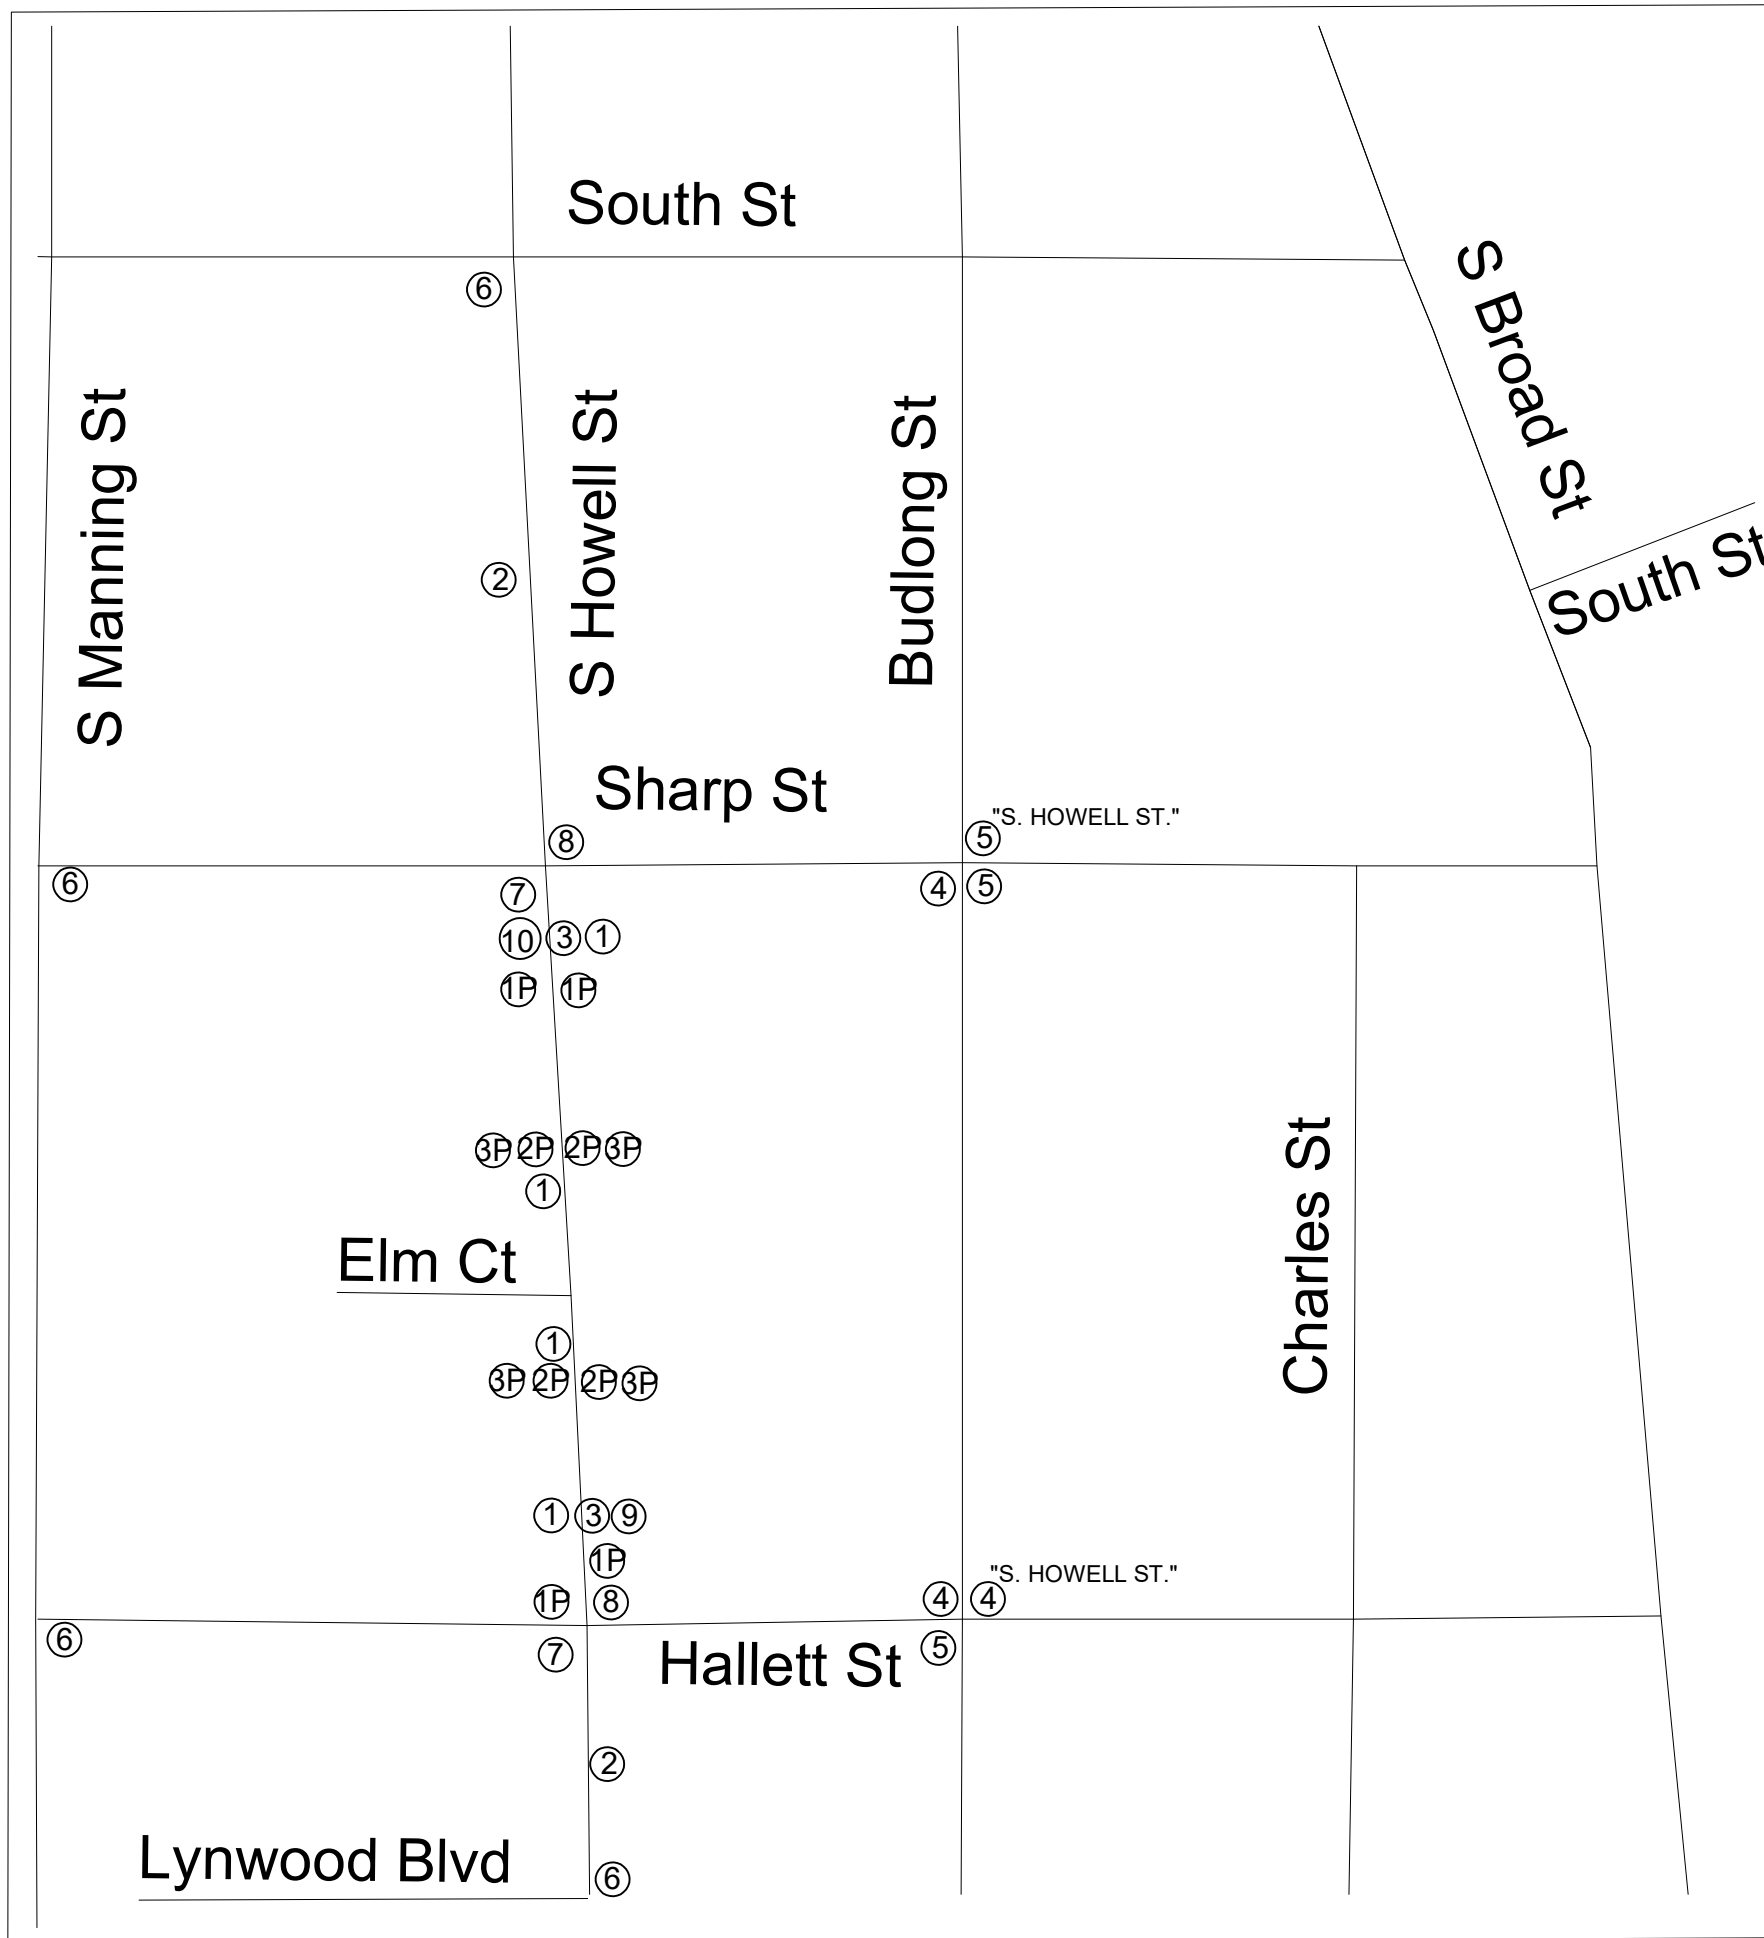 South St
6
S Broad St
S Manning St
S Howell St
Budlong St
2
South St
Sharp St
"S. HOWELL ST."
8
5
6
7
4
5
10
3
1
1P
1P
3P
2P
2P
3P
1
Charles St
Elm Ct
1
3P
2P
2P
3P
1
3
9
1P
"S. HOWELL ST."
1P
8
4
4
6
7
Hallett St
5
2
Lynwood Blvd
6